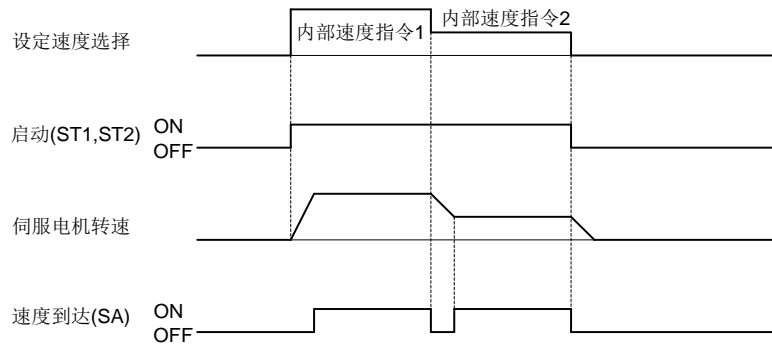 设定速度选择
内部速度指令1
内部速度指令2
启动(ST1,ST2)
ON
OFF
伺服电机转速
速度到达(SA)
ON
OFF